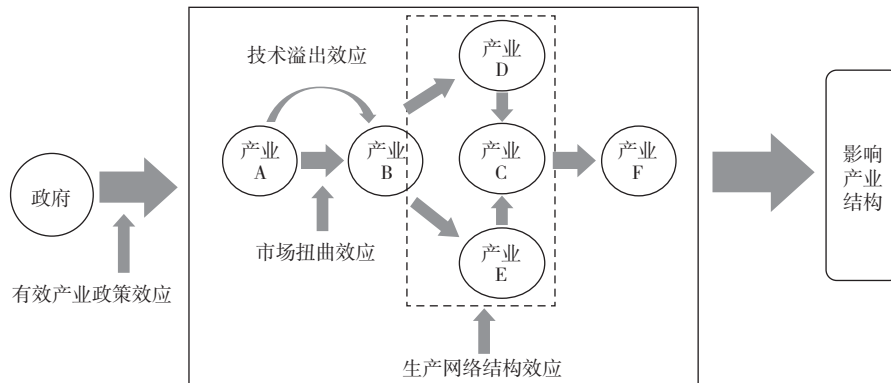 技术溢出效应
产业
D
产业
A
产业
B
产业
C
产业
F
政府
影响
产业
结构
市场扭曲效应
产业
E
有效产业政策效应
生产网络结构效应